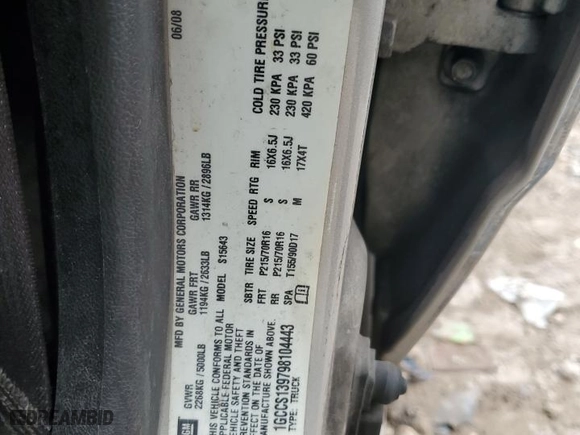 GM
MFD BY GENERAL MOTORS CORPORATION
06/08
GVWR GAWR FRT GAWR RR
2268KG/5000LB 1194KG/2633LB 1314KG/2896LB
THIS VEHICLE CONFORMS TO ALL
APPLICABLE FEDERAL MOTOR
VEHICLE SAFETY AND THEFT
PREVENTION STANDARDS IN
EFFECT ON THE DATE OF
MANUFACTURE SHOWN ABOVE.
1GCCS139798104443
TYPE: TRUCK
MODEL S15643
SBTR TIRE SIZE SPEED RTG RIM COLD TIRE PRESSURE
FRT P215/70R16 S 16X6.5J 230 KPA 33 PSI
RR P215/70R16 S 16X6.5J 230 KPA 33 PSI
SPA T155/90D17 M 17X4T 420 KPA 60 PSI